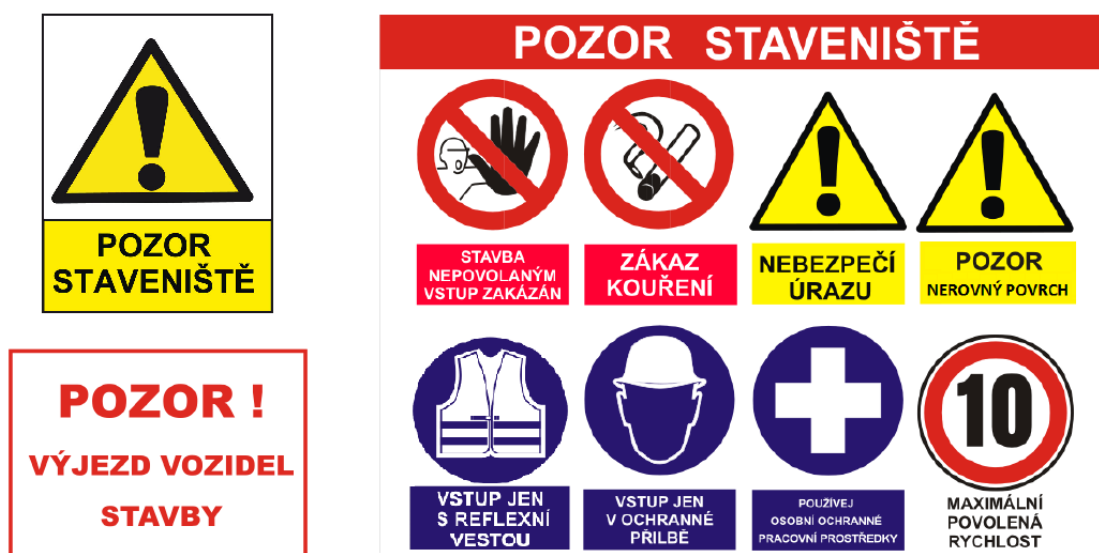 POZOR
STAVENIŠTĚ
POZOR !
VÝJEZD VOZIDEL
STAVBY
POZOR STAVENIŠTĚ
STAVBA
NEPOVOLANÝM
VSTUP ZAKÁZÁN
ZÁKAZ
KOUŘENÍ
NEBEZPEČÍ
ÚRAZU
POZOR
NEROVNÝ POVRCH
VSTUP JEN
S REFLEXNÍ
VESTOU
VSTUP JEN
V OCHRANNÉ
PŘILBĚ
POUŽÍVEJ
OSOBNÍ OCHRANNÉ
PRACOVNÍ PROSTŘEDKY
10
MAXIMÁLNÍ
POVOLENÁ
RYCHLOST